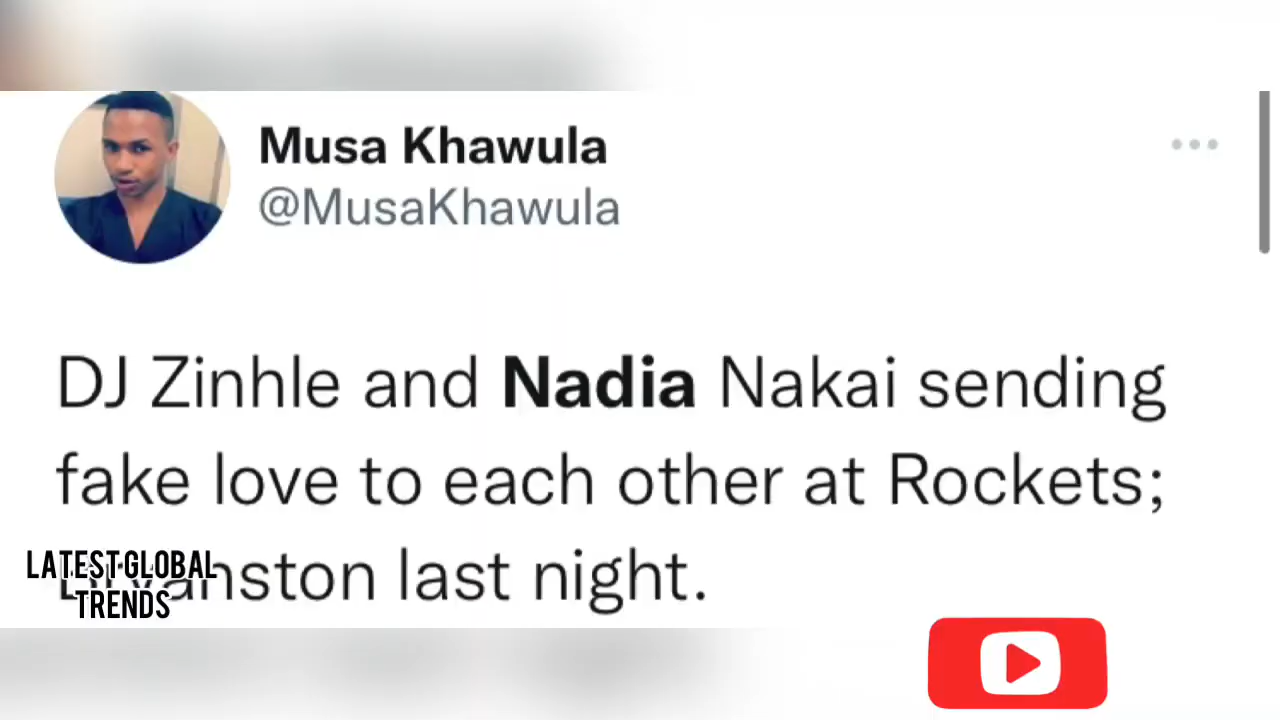 Musa Khawula
@MusaKhawula
DJ Zinhle and Nadia Nakai sending
fake love to each other at Rockets;
Bryanston last night.
LATEST GLOBAL
TRENDS